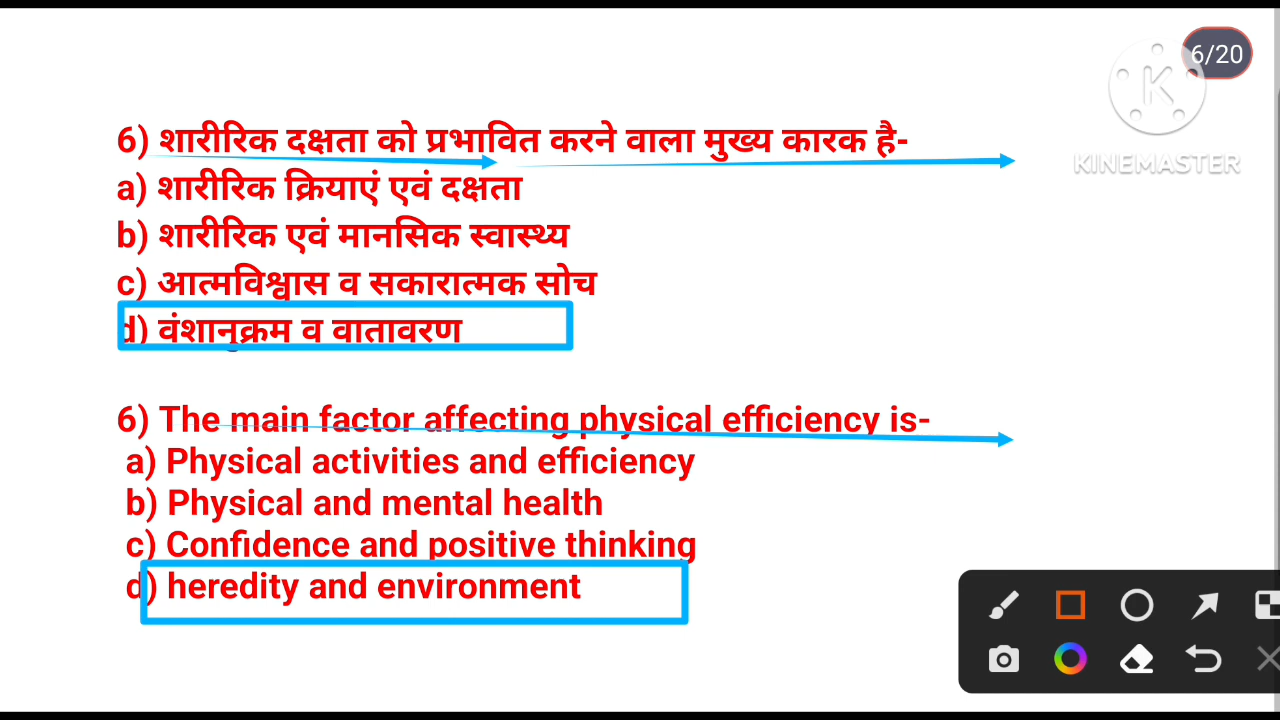 6/20
KINEMASTER
6) शारीरिक दक्षता को प्रभावित करने वाला मुख्य कारक है-
a) शारीरिक क्रियाएं एवं दक्षता
b) शारीरिक एवं मानसिक स्वास्थ्य
c) आत्मविश्वास व सकारात्मक सोच
d) वंशानुक्रम व वातावरण
6) The main factor affecting physical efficiency is-
a) Physical activities and efficiency
b) Physical and mental health
c) Confidence and positive thinking
d) heredity and environment